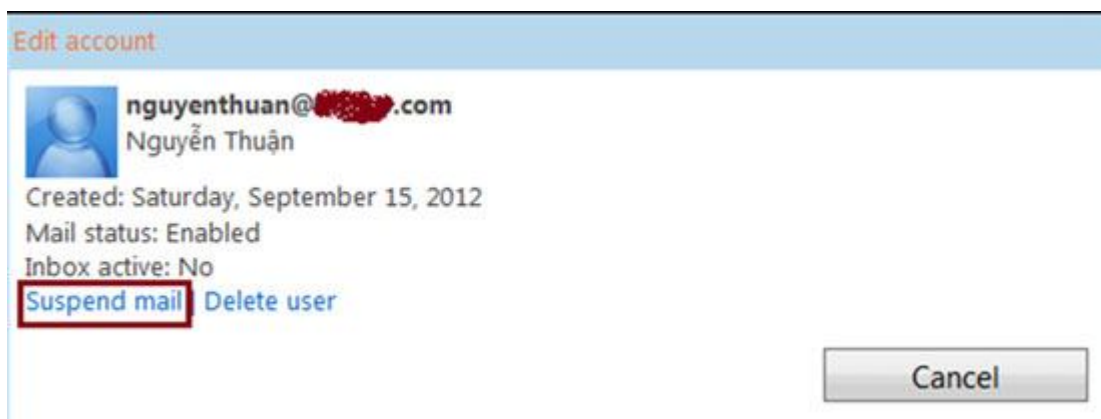 Edit account
nguyenthuan@ .com
Nguyễn Thuận
Created: Saturday, September 15, 2012
Mail status: Enabled
Inbox active: No
Suspend mail | Delete user
Cancel